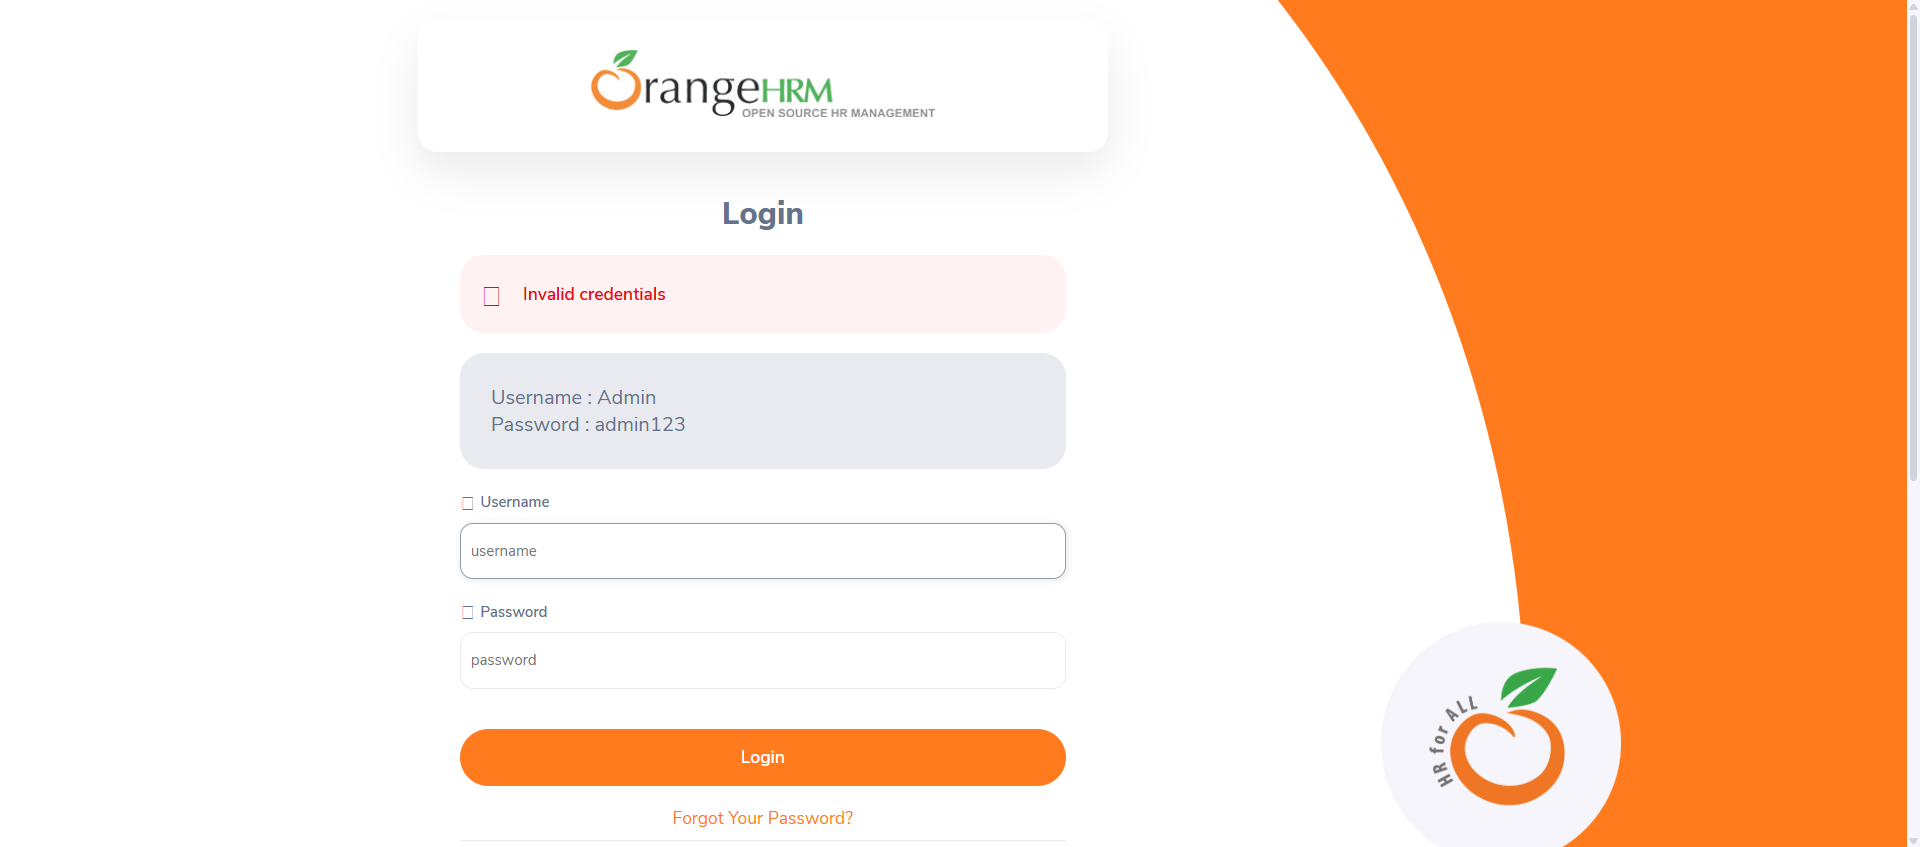 OrangeHRM
OPEN SOURCE HR MANAGEMENT
Login
Invalid credentials
Username : Admin
Password : admin123
Username
username
Password
password
Login
Forgot Your Password?
HR for ALL